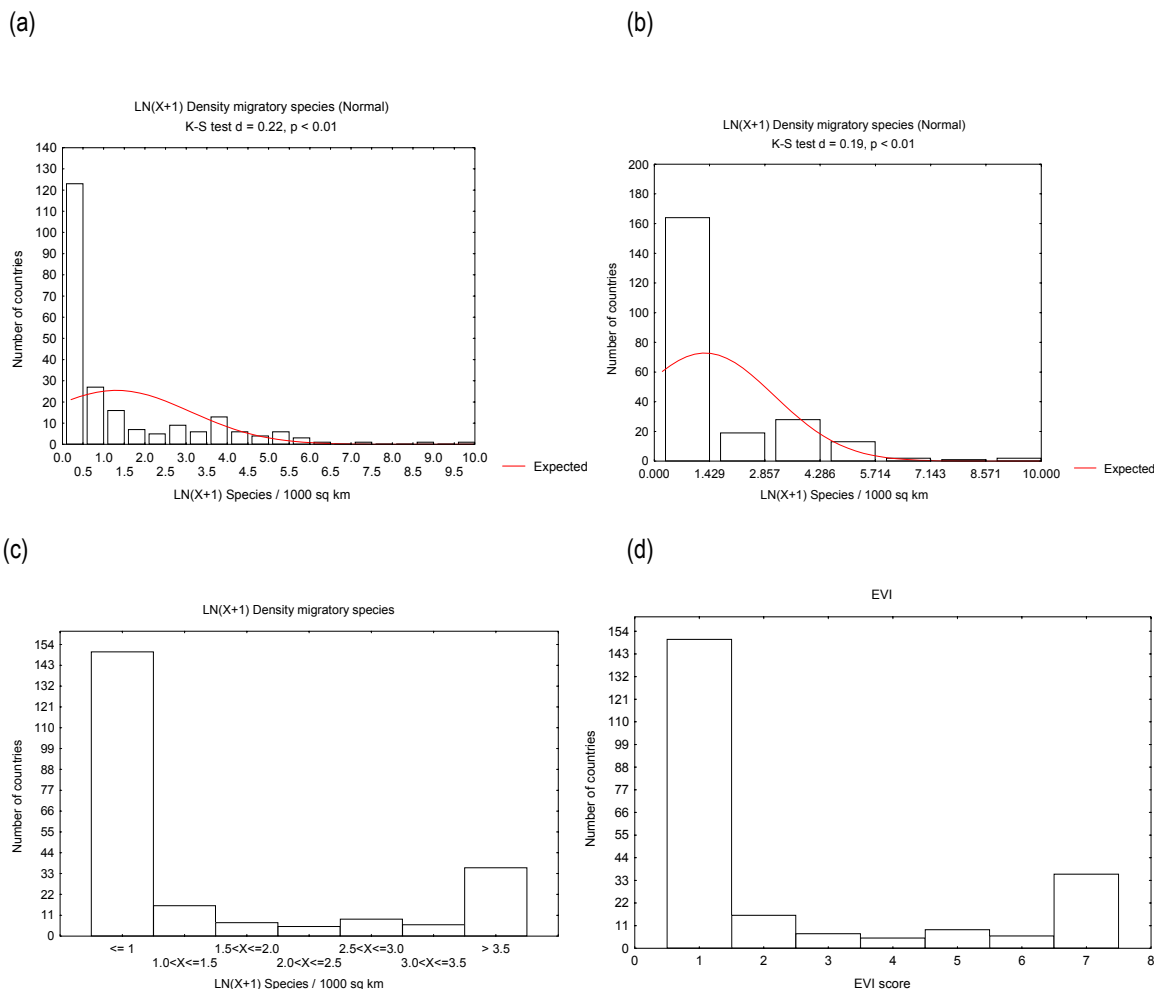 (a)
LN(X+1) Density migratory species (Normal)
K-S test d = 0.22, p < 0.01
140
130
120
110
100
90
80
70
60
50
40
30
20
10
0
Number of countries
0.0 1.0 2.0 3.0 4.0 5.0 6.0 7.0 8.0 9.0 10.0
0.5 1.5 2.5 3.5 4.5 5.5 6.5 7.5 8.5 9.5
LN(X+1) Species / 1000 sq km
Expected
(b)
LN(X+1) Density migratory species (Normal)
K-S test d = 0.19, p < 0.01
200
180
160
140
120
100
80
60
40
20
0
Number of countries
0.000 1.429 2.857 4.286 5.714 7.143 8.571 10.000
LN(X+1) Species / 1000 sq km
Expected
(c)
LN(X+1) Density migratory species
154
143
132
121
110
99
88
77
66
55
44
33
22
11
0
Number of countries
<= 1 1.5<X<=2.0 2.5<X<=3.0 > 3.5
1.0<X<=1.5 2.0<X<=2.5 3.0<X<=3.5
LN(X+1) Species / 1000 sq km
(d)
EVI
154
143
132
121
110
99
88
77
66
55
44
33
22
11
0
Number of countries
0 1 2 3 4 5 6 7 8
EVI score